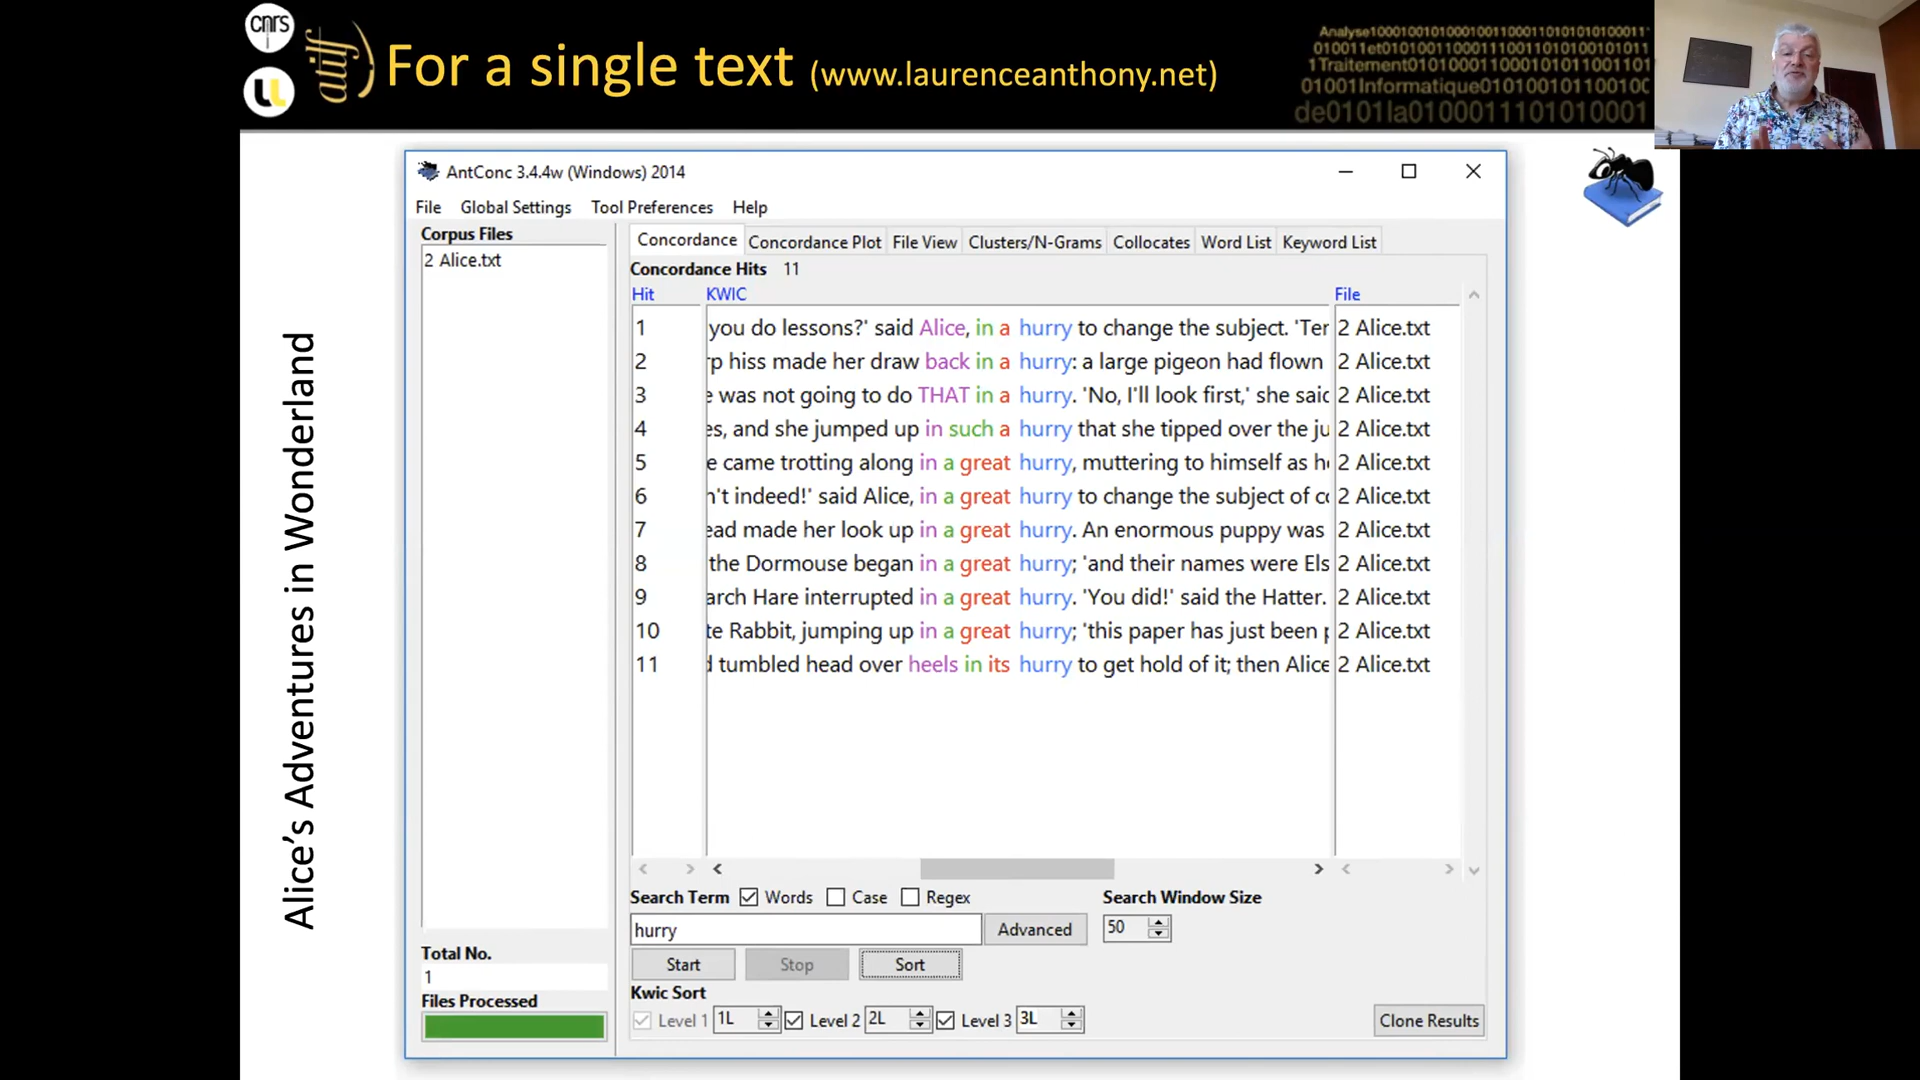 cnrs
atilf
For a single text (www.laurenceanthony.net)
Analyse1000100101000100110001101010100011
010011et01010011000111001101010010101
1Traitement01010011000101010011001
01001Informatique010100101100100
de0101la0100011101010001
Alice's Adventures in Wonderland
AntConc 3.4.4w (Windows) 2014
File Global Settings Tool Preferences Help
Corpus Files
2 Alice.txt
Concordance Concordance Plot File View Clusters/N-Grams Collocates Word List Keyword List
Concordance Hits 11
Hit KWIC File
1 you do lessons?' said Alice, in a hurry to change the subject. 'Ter 2 Alice.txt
2 rp hiss made her draw back in a hurry: a large pigeon had flown 2 Alice.txt
3 e was not going to do THAT in a hurry. 'No, I'll look first,' she said 2 Alice.txt
4 es, and she jumped up in such a hurry that she tipped over the ju 2 Alice.txt
5 e came trotting along in a great hurry, muttering to himself as he 2 Alice.txt
6 n't indeed!' said Alice, in a great hurry to change the subject of co 2 Alice.txt
7 ead made her look up in a great hurry. An enormous puppy was 2 Alice.txt
8 the Dormouse began in a great hurry; 'and their names were Els 2 Alice.txt
9 arch Hare interrupted in a great hurry. 'You did!' said the Hatter. 2 Alice.txt
10 te Rabbit, jumping up in a great hurry; 'this paper has just been p 2 Alice.txt
11 d tumbled head over heels in its hurry to get hold of it; then Alice 2 Alice.txt
Search Term Words Case Regex Search Window Size
hurry Advanced 50
Start Stop Sort
Kwic Sort
Level 1 1L Level 2 2L Level 3 3L Clone Results
Total No.
1
Files Processed